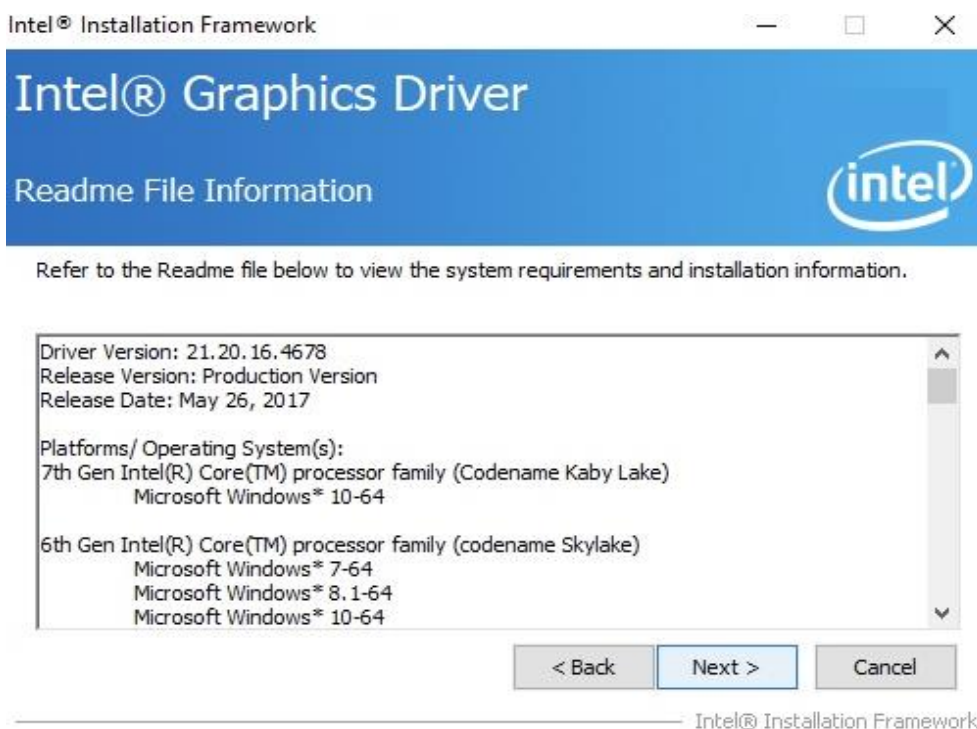 Intel® Installation Framework
Intel® Graphics Driver
Readme File Information
intel
Refer to the Readme file below to view the system requirements and installation information.
Driver Version: 21.20.16.4678
Release Version: Production Version
Release Date: May 26, 2017
Platforms/ Operating System(s):
7th Gen Intel(R) Core(TM) processor family (Codename Kaby Lake)
Microsoft Windows* 10-64
6th Gen Intel(R) Core(TM) processor family (codename Skylake)
Microsoft Windows* 7-64
Microsoft Windows* 8.1-64
Microsoft Windows* 10-64
< Back Next > Cancel
Intel® Installation Framework